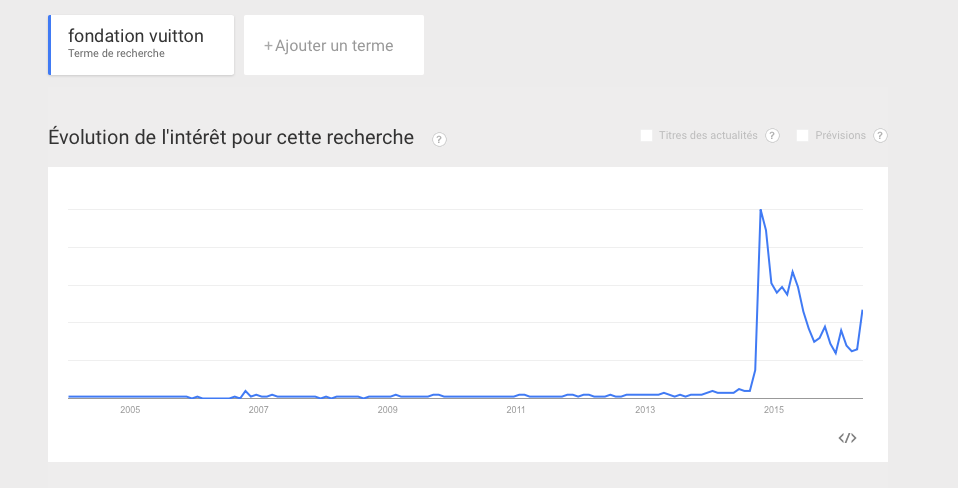 fondation vuitton
Terme de recherche
+ Ajouter un terme
Évolution de l'intérêt pour cette recherche ?
Titres des actualités ?
Prévisions ?
2005 2007 2009 2011 2013 2015
</>